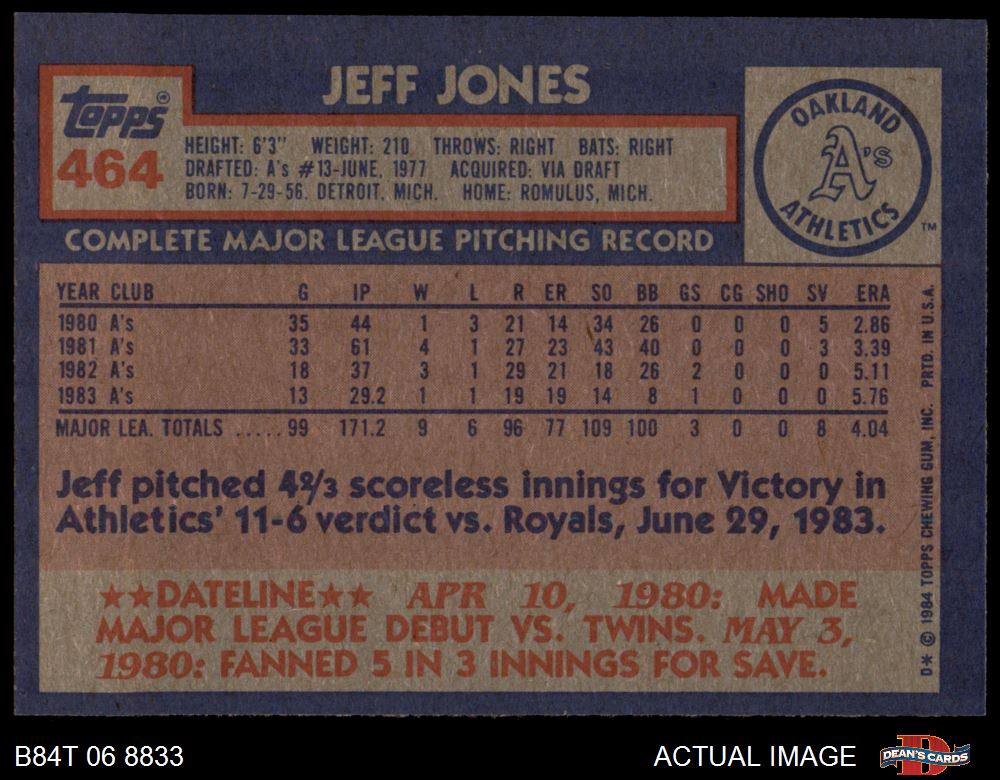 JEFF JONES
Topps®
464
HEIGHT: 6'3" WEIGHT: 210 THROWS: RIGHT BATS: RIGHT
DRAFTED: A's #13-JUNE, 1977 ACQUIRED: VIA DRAFT
BORN: 7-29-56, DETROIT, MICH. HOME: ROMULUS, MICH.
OAKLAND
A's
ATHLETICS
TM
COMPLETE MAJOR LEAGUE PITCHING RECORD
YEAR CLUB G IP W L R ER SO BB GS CG SHO SV ERA
1980 A's 35 44 1 3 21 14 34 26 0 0 0 5 2.86
1981 A's 33 61 4 1 27 23 43 40 0 0 0 3 3.39
1982 A's 18 37 3 1 29 21 18 26 2 0 0 0 5.11
1983 A's 13 29.2 1 1 19 19 14 8 1 0 0 0 5.76
MAJOR LEA. TOTALS .....99 171.2 9 6 96 77 109 100 3 0 0 8 4.04
Jeff pitched 4⅔ scoreless innings for Victory in
Athletics' 11-6 verdict vs. Royals, June 29, 1983.
★★DATELINE★★ APR 10, 1980: MADE
MAJOR LEAGUE DEBUT VS. TWINS. MAY 3,
1980: FANNED 5 IN 3 INNINGS FOR SAVE.
D* © 1984 TOPPS CHEWING GUM, INC. PRTD. IN U.S.A.
B84T 06 8833
ACTUAL IMAGE
DEAN'S CARDS